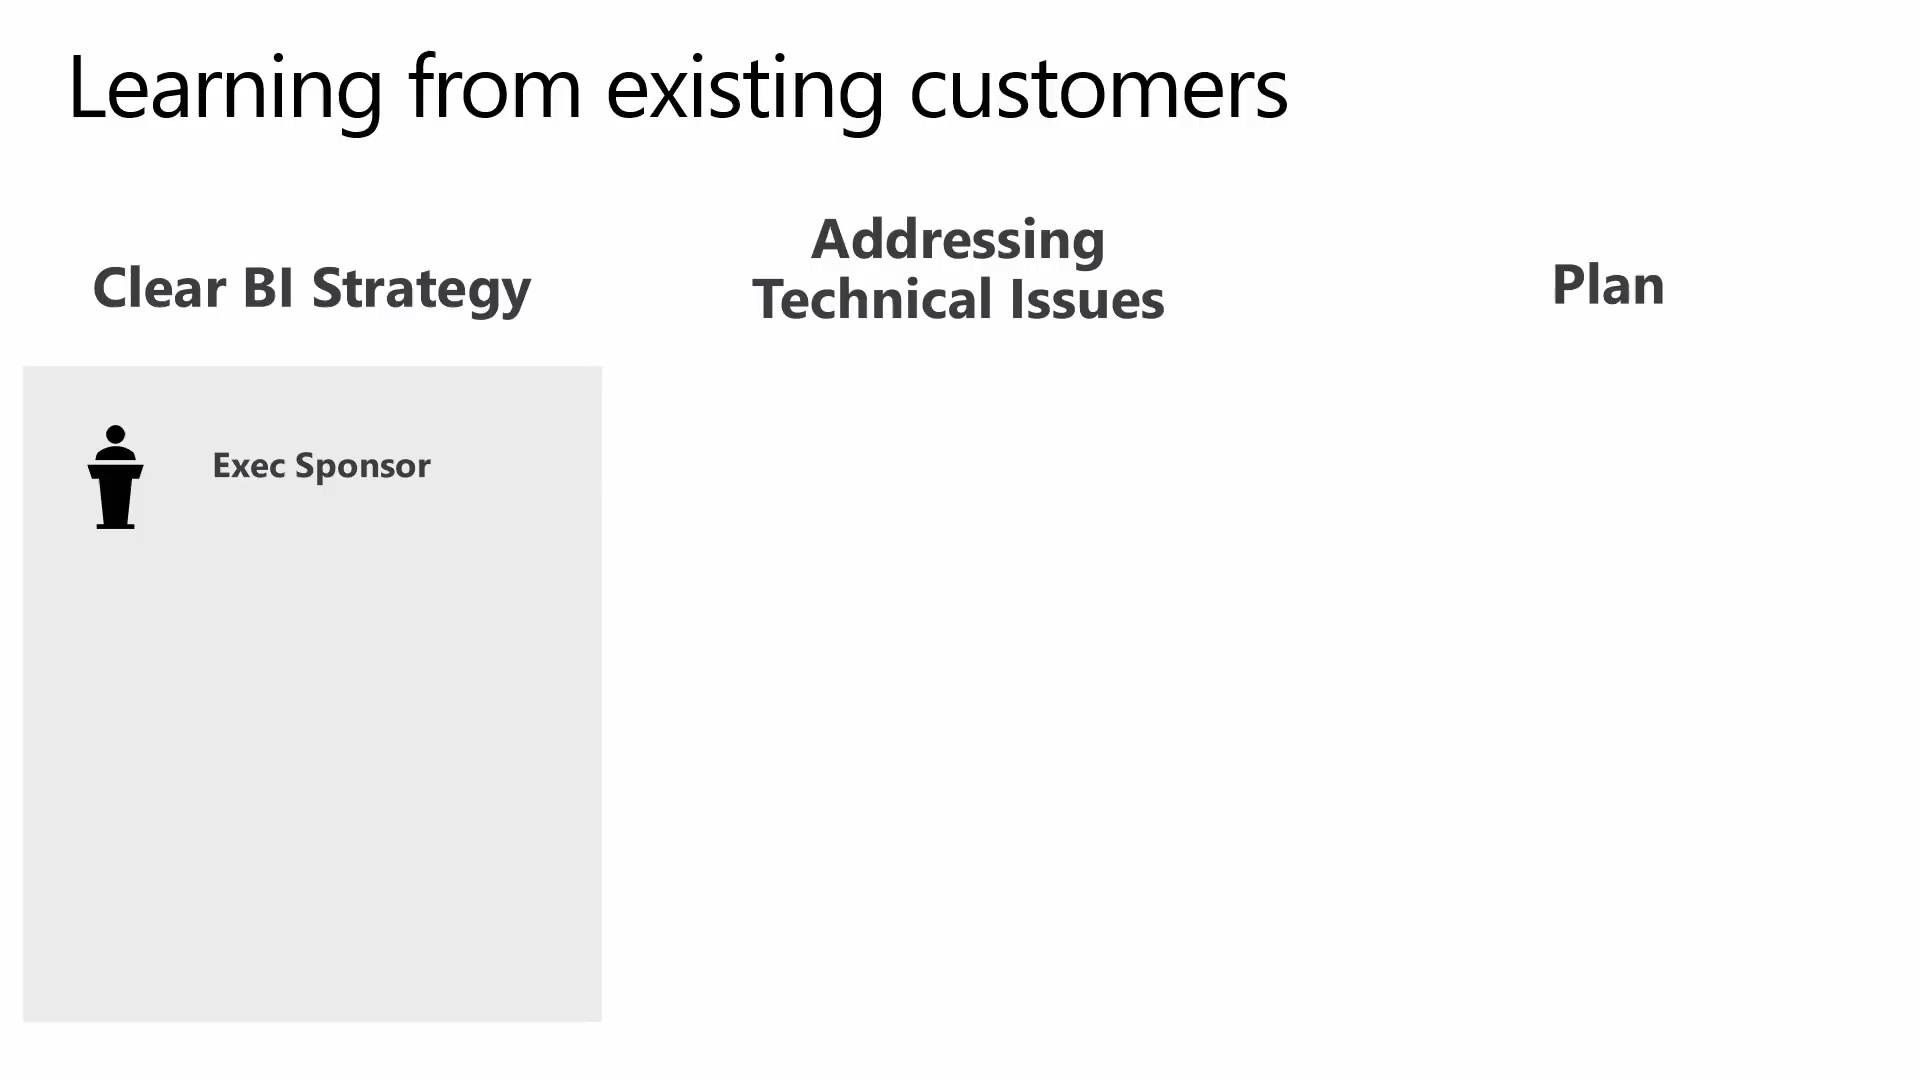 Learning from existing customers
Clear BI Strategy
Addressing
Technical Issues
Plan
Exec Sponsor